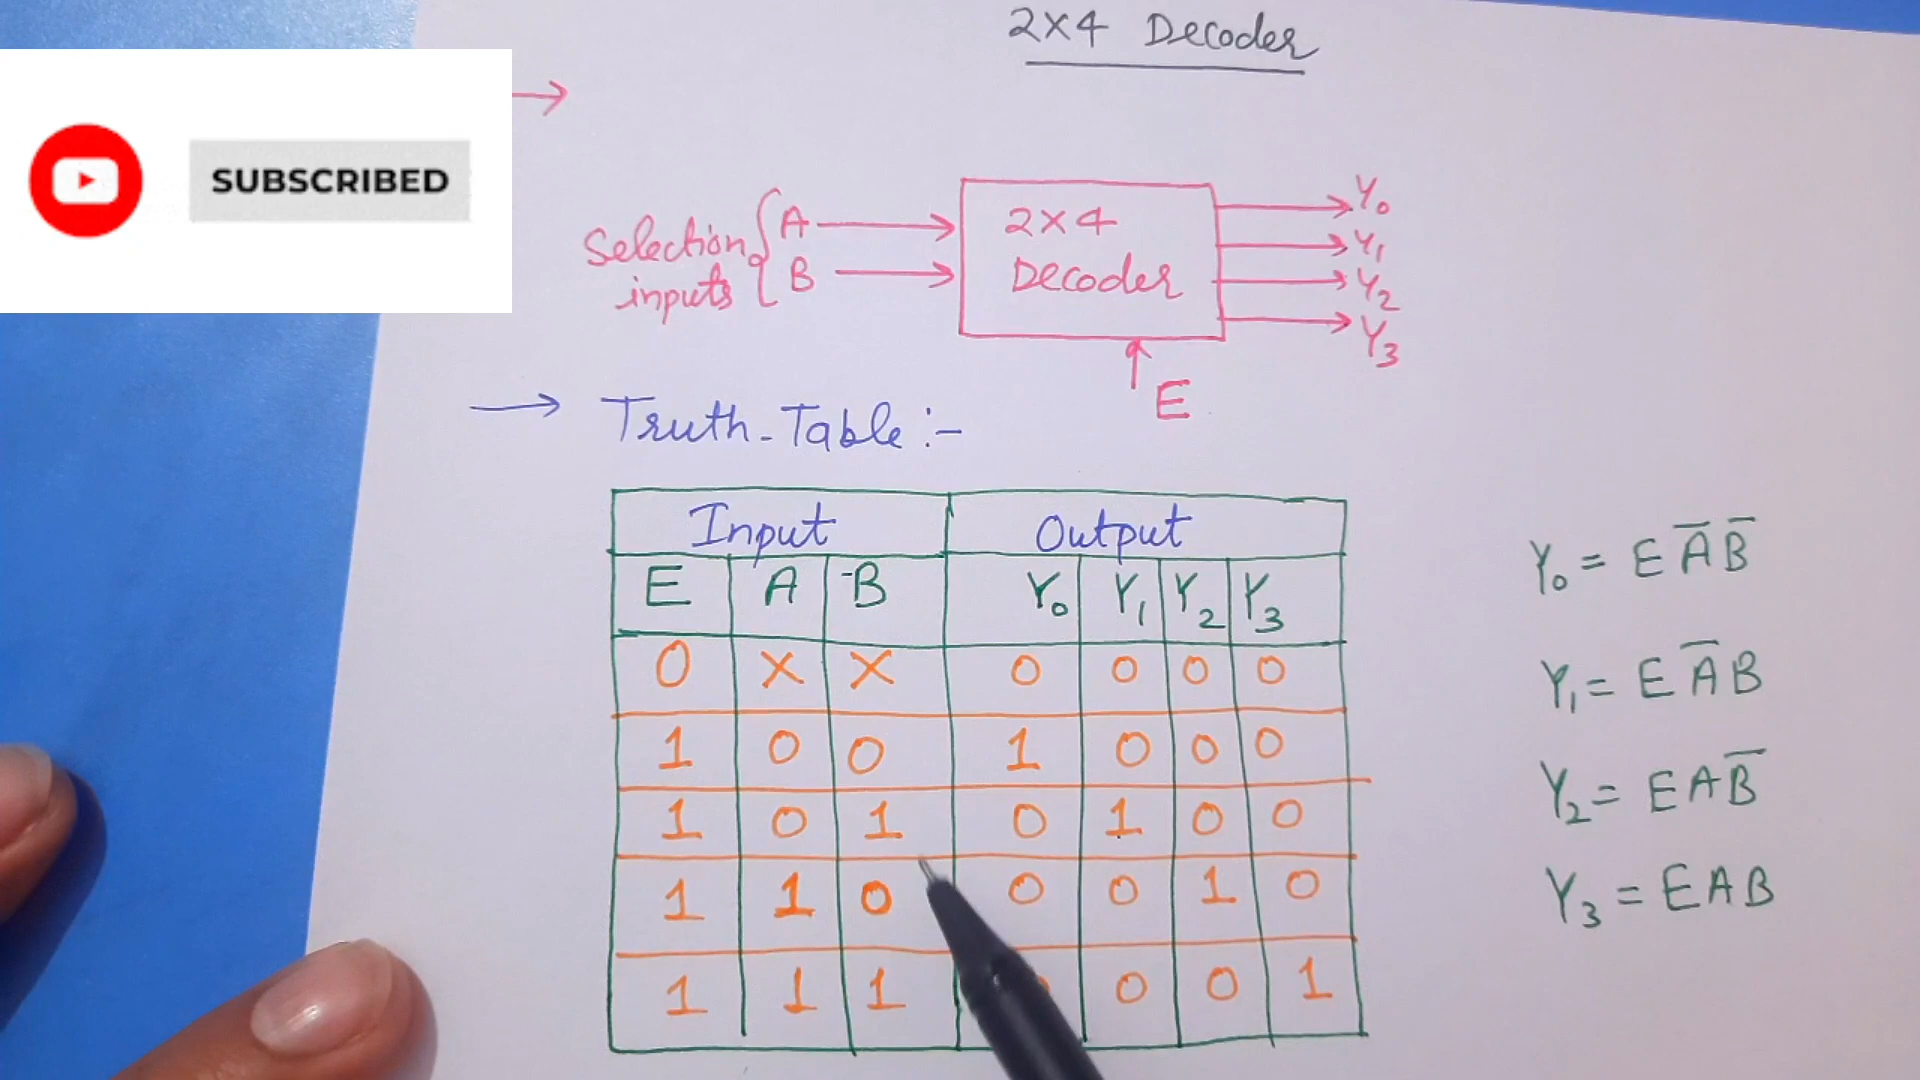 2X4 Decoder
SUBSCRIBED
Selection inputs
A
B
2X4
Decoder
Y0
Y1
Y2
Y3
E
Truth-Table:-
Input Output
E A B Y0 Y1 Y2 Y3
0 X X 0 0 0 0
1 0 0 1 0 0 0
1 0 1 0 1 0 0
1 1 0 0 0 1 0
1 1 1 0 0 1
Y0 = E A̅ B̅
Y1 = E A̅ B
Y2 = E A B̅
Y3 = E A B